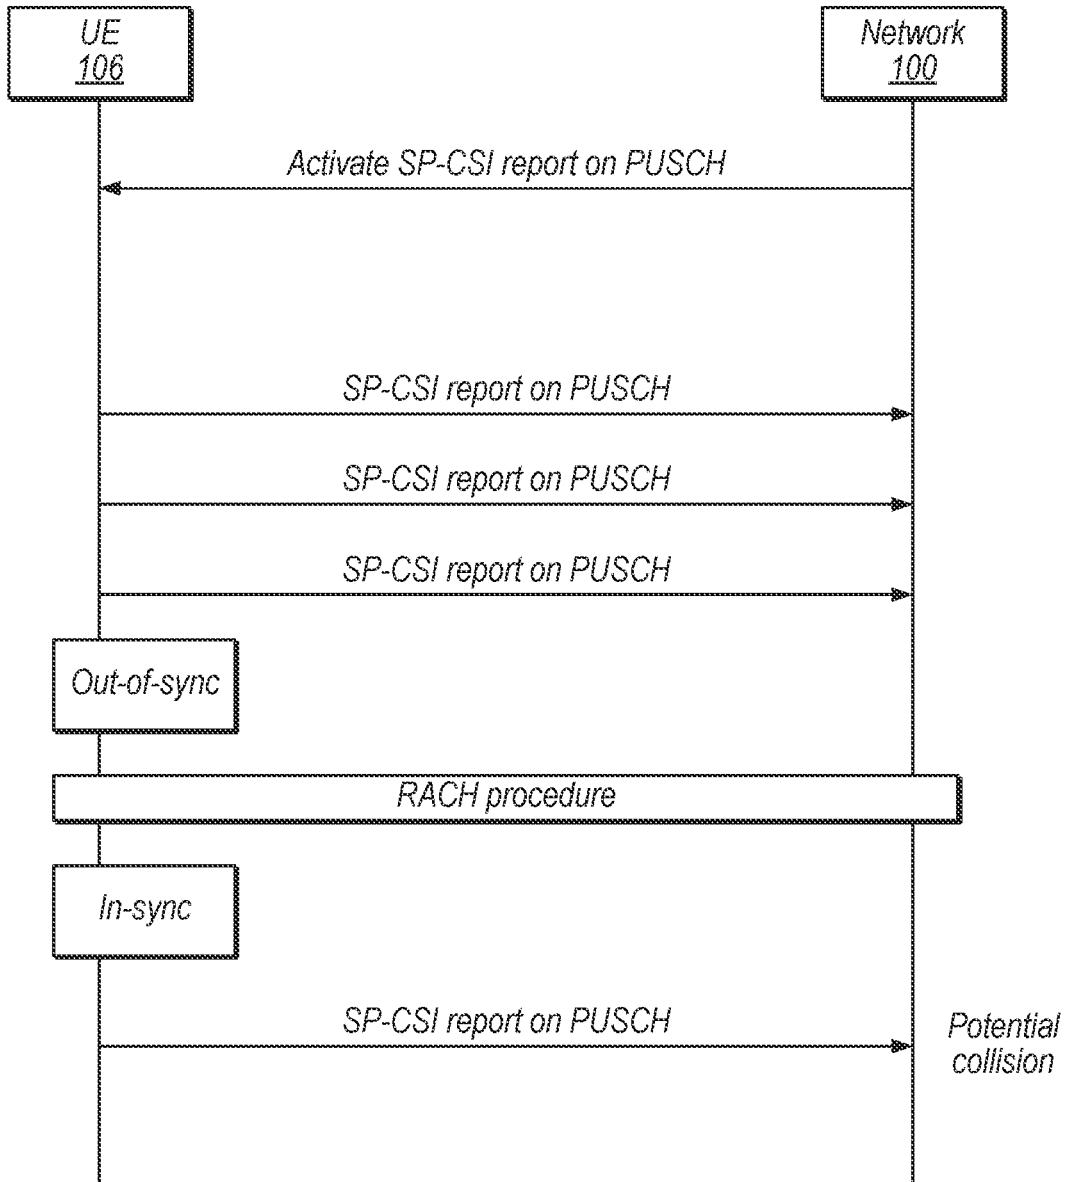 UE
106
Network
100
Activate SP-CSI report on PUSCH
SP-CSI report on PUSCH
SP-CSI report on PUSCH
SP-CSI report on PUSCH
Out-of-sync
RACH procedure
In-sync
SP-CSI report on PUSCH
Potential
collision